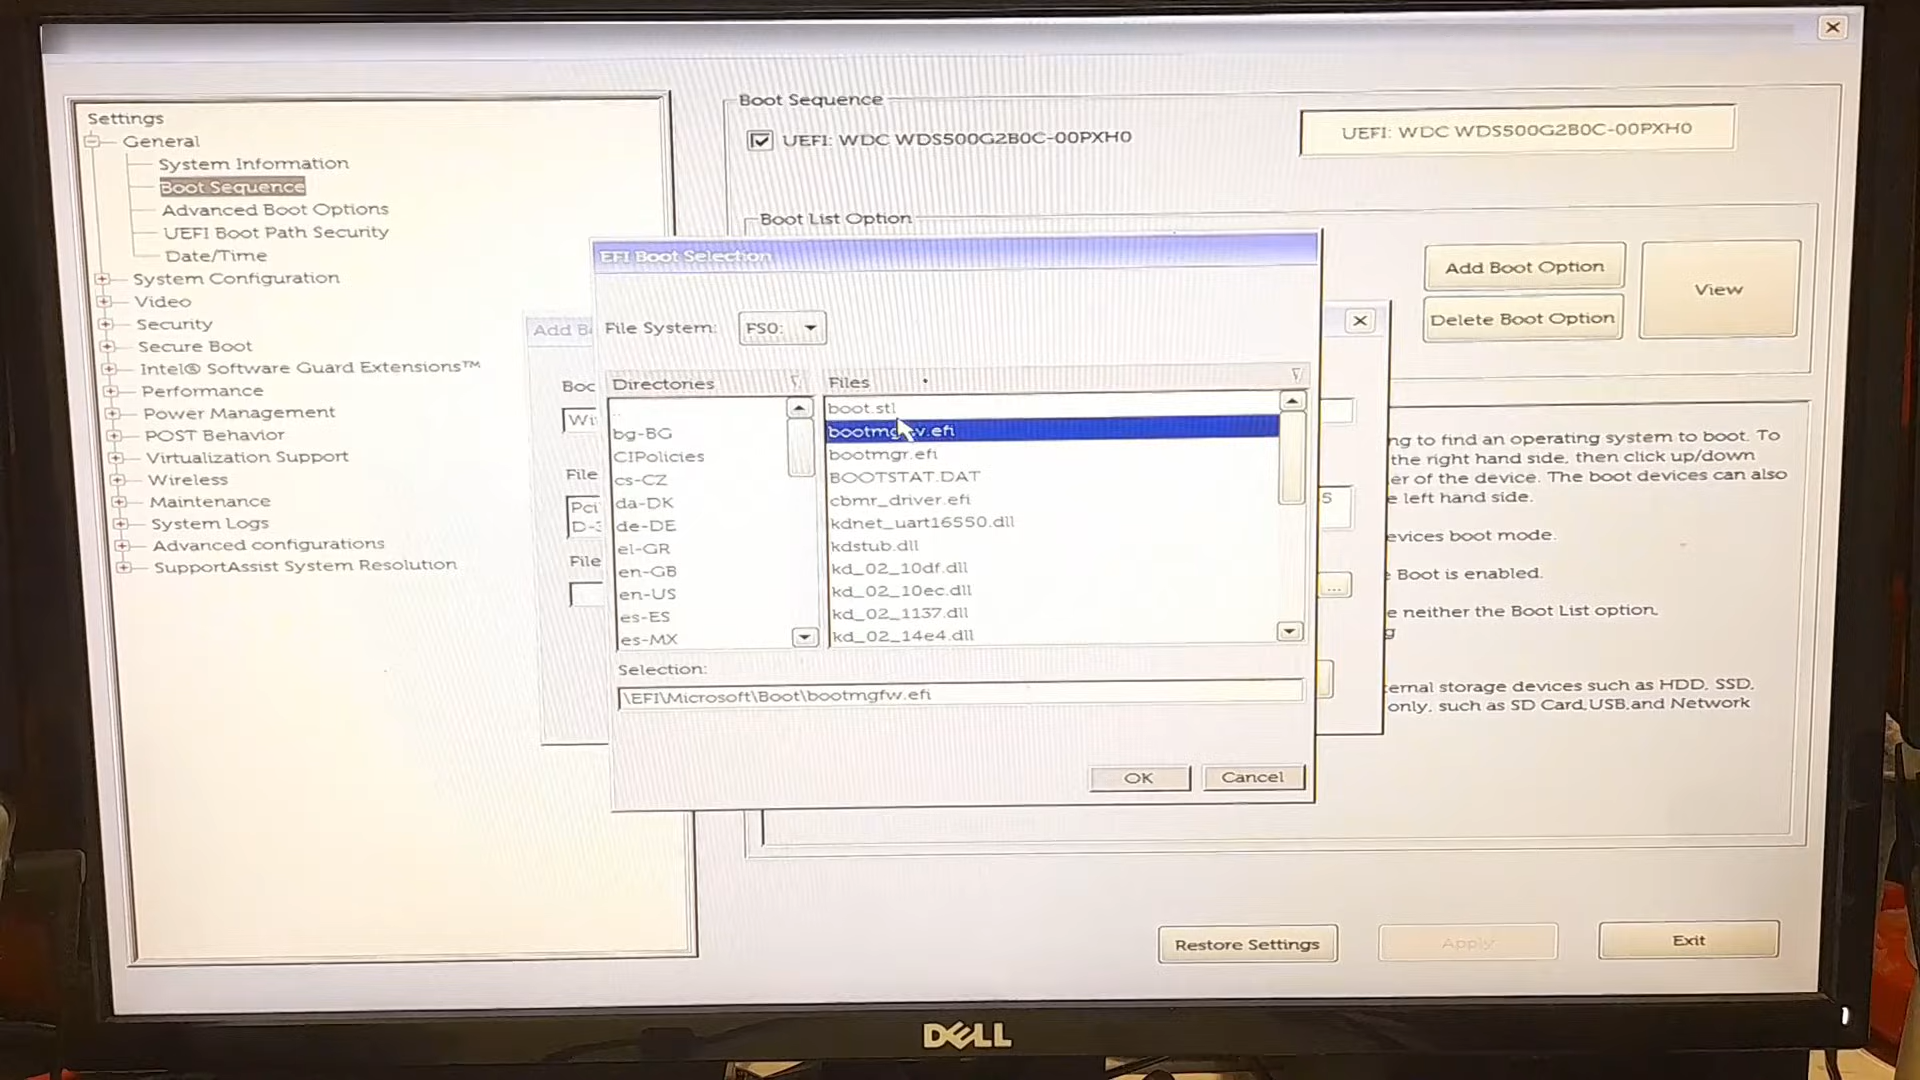 Settings
General
System Information
Boot Sequence
Advanced Boot Options
UEFI Boot Path Security
Date/Time
System Configuration
Video
Security
Secure Boot
Intel® Software Guard Extensions™
Performance
Power Management
POST Behavior
Virtualization Support
Wireless
Maintenance
System Logs
Advanced configurations
SupportAssist System Resolution
Boot Sequence
UEFI: WDC WDS500G2B0C-00PXH0
UEFI: WDC WDS500G2B0C-00PXH0
Boot List Option
Add Boot Option
Delete Boot Option
View
Add B
Boc
Wi
File
Pci
D-3
File
EFI Boot Selection
File System:
FS0:
Directories
..
bg-BG
CIPolicies
cs-CZ
da-DK
de-DE
el-GR
en-GB
en-US
es-ES
es-MX
Files
boot.stl
bootmg w.efi
bootmgr.efi
BOOTSTAT.DAT
cbmr_driver.efi
kdnet_uart16550.dll
kdstub.dll
kd_02_10df.dll
kd_02_10ec.dll
kd_02_1137.dll
kd_02_14e4.dll
Selection:
\EFI\Microsoft\Boot\bootmgfw.efi
OK
Cancel
5
...
ng to find an operating system to boot. To
the right hand side, then click up/down
er of the device. The boot devices can also
e left hand side.
evices boot mode.
e Boot is enabled.
e neither the Boot List option,
g
ernal storage devices such as HDD, SSD,
only, such as SD Card,USB,and Network
Restore Settings
Apply
Exit
DELL